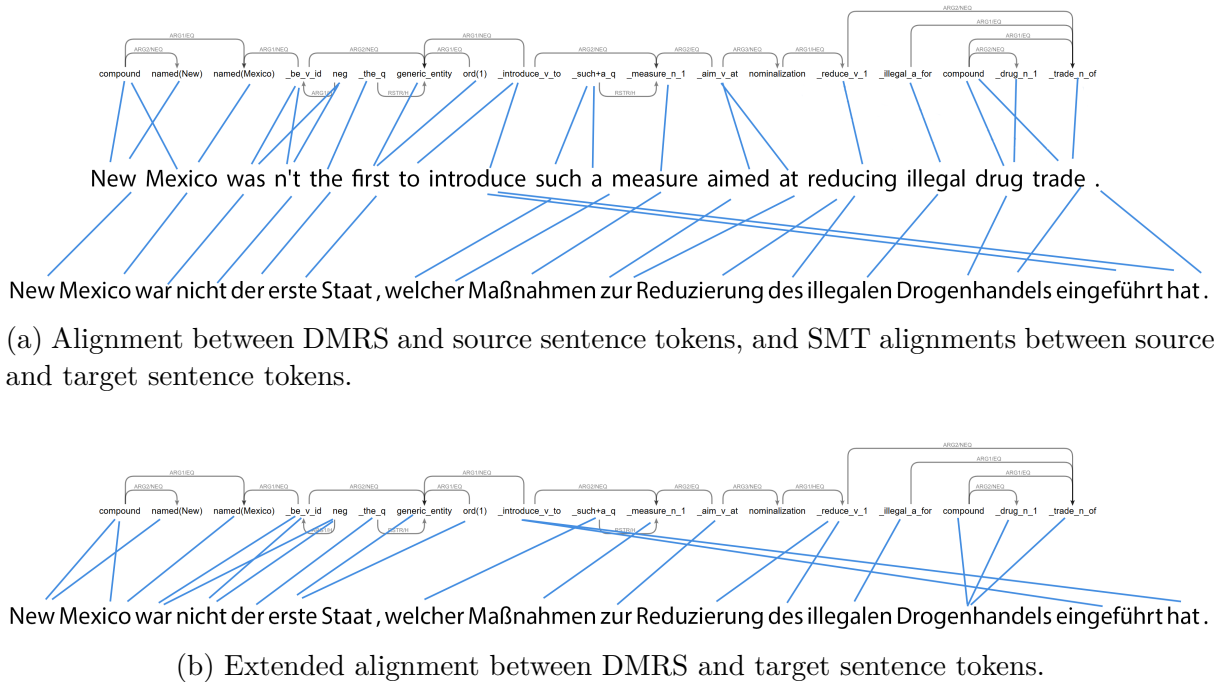 ARG2/NEQ
ARG1/EQ
ARG1/EQ ARG1/NEQ ARG1/EQ
ARG2/NEQ ARG1/NEQ ARG2/NEQ ARG1/EQ ARG2/NEQ ARG2/EQ ARG3/NEQ ARG1/HEQ ARG2/NEQ
compound named(New) named(Mexico) _be_v_id neg _the_q generic_entity ord(1) _introduce_v_to _such+a_q _measure_n_1 _aim_v_at nominalization _reduce_v_1 _illegal_a_for compound _drug_n_1 _trade_n_of
RSTR/H RSTR/H
New Mexico was n't the first to introduce such a measure aimed at reducing illegal drug trade .
New Mexico war nicht der erste Staat , welcher Maßnahmen zur Reduzierung des illegalen Drogenhandels eingeführt hat .
(a) Alignment between DMRS and source sentence tokens, and SMT alignments between source
and target sentence tokens.
ARG2/NEQ
ARG1/EQ
ARG1/EQ ARG1/NEQ ARG1/EQ
ARG2/NEQ ARG1/NEQ ARG2/NEQ ARG1/EQ ARG2/NEQ ARG2/EQ ARG3/NEQ ARG1/HEQ ARG2/NEQ
compound named(New) named(Mexico) _be_v_id neg _the_q generic_entity ord(1) _introduce_v_to _such+a_q _measure_n_1 _aim_v_at nominalization _reduce_v_1 _illegal_a_for compound _drug_n_1 _trade_n_of
RSTR/H RSTR/H
New Mexico war nicht der erste Staat , welcher Maßnahmen zur Reduzierung des illegalen Drogenhandels eingeführt hat .
(b) Extended alignment between DMRS and target sentence tokens.